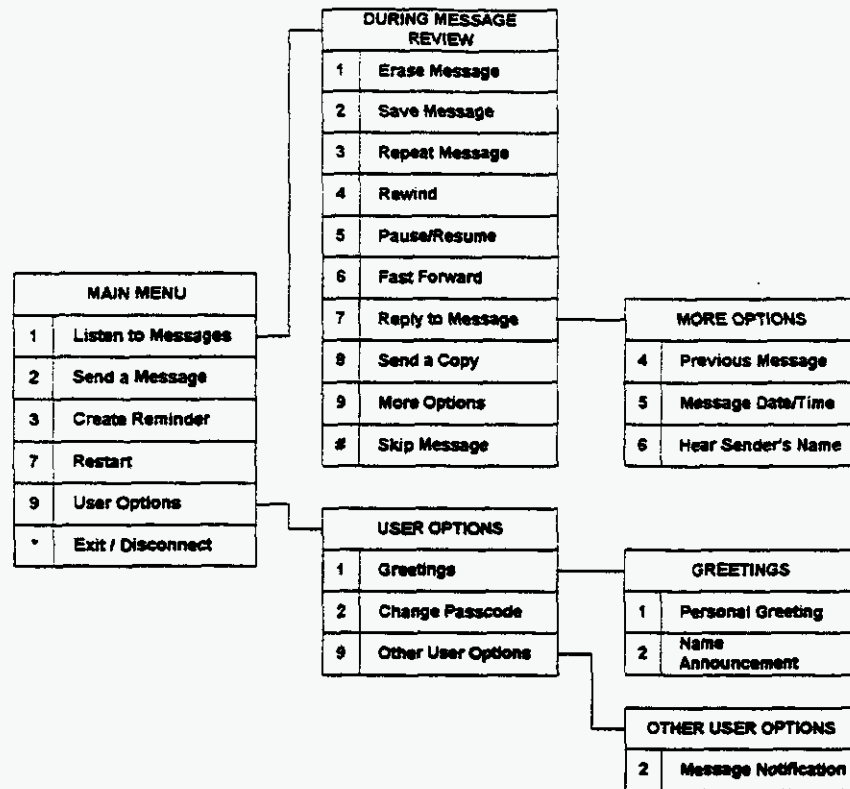 DURING MESSAGE
REVIEW
1 Erase Message
2 Save Message
3 Repeat Message
4 Rewind
5 Pause/Resume
6 Fast Forward
7 Reply to Message
8 Send a Copy
9 More Options
# Skip Message
MAIN MENU
1 Listen to Messages
2 Send a Message
3 Create Reminder
7 Restart
9 User Options
* Exit / Disconnect
MORE OPTIONS
4 Previous Message
5 Message Date/Time
6 Hear Sender's Name
USER OPTIONS
1 Greetings
2 Change Passcode
9 Other User Options
GREETINGS
1 Personal Greeting
2 Name
Announcement
OTHER USER OPTIONS
2 Message Notification